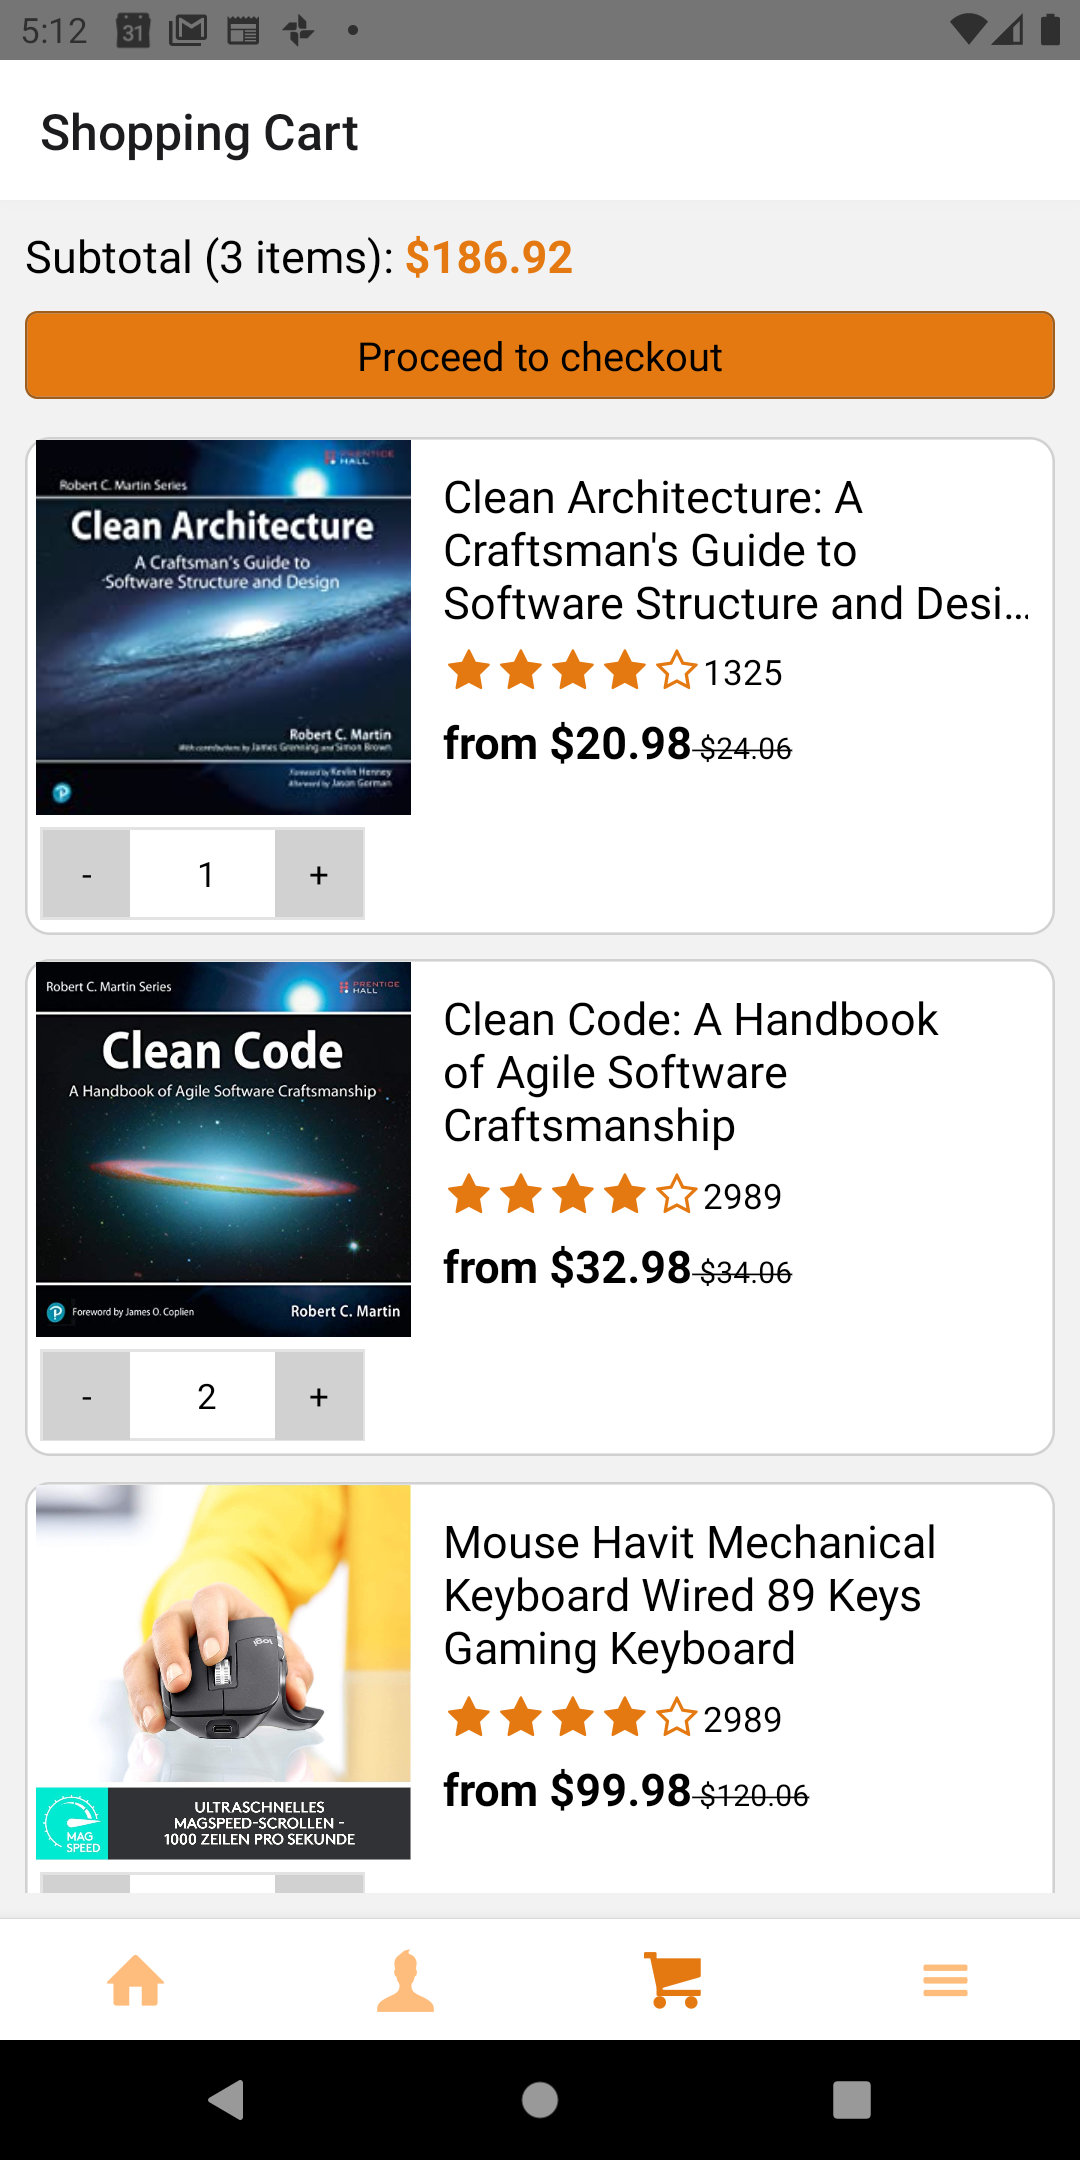 5:12
31
Shopping Cart
Subtotal (3 items): $186.92
Proceed to checkout
PRENTICE
HALL
Robert C. Martin Series
Clean Architecture
A Craftsman's Guide to
Software Structure and Design
Robert C. Martin
With contributions by James Grenning and Simon Brown
Foreword by Kevlin Henney
Afterword by Jason Gorman
Clean Architecture: A
Craftsman's Guide to
Software Structure and Desi...
1325
from $20.98 $24.06
- 1 +
Robert C. Martin Series
PRENTICE
HALL
Clean Code
A Handbook of Agile Software Craftsmanship
Foreword by James O. Coplien
Robert C. Martin
Clean Code: A Handbook
of Agile Software
Craftsmanship
2989
from $32.98 $34.06
- 2 +
logi
MAG
SPEED
ULTRASCHNELLES
MAGSPEED-SCROLLEN -
1000 ZEILEN PRO SEKUNDE
Mouse Havit Mechanical
Keyboard Wired 89 Keys
Gaming Keyboard
2989
from $99.98 $120.06